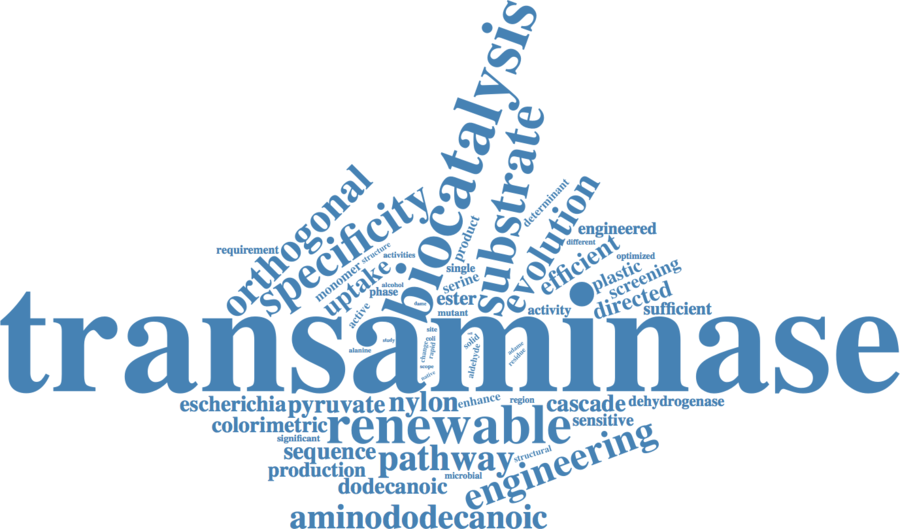 biocatalysis
substrate
orthogonal
specificity
evolution
determinant
product
requirement
engineered
different
efficient
monomer
structure
activities
uptake
single
optimized
plastic
screening
alcohol
phase
serine
ester
directed
active
mutant
activity
sufficient
transaminase
site
study
coli
rapid
change
solid
alanine
aldehyde
residue
scope
native
escherichia
pyruvate
nylon
enhance
region
cascade
dehydrogenase
colorimetric
renewable
sensitive
significant
sequence
pathway
structural
engineering
production
microbial
dodecanoic
aminododecanoic